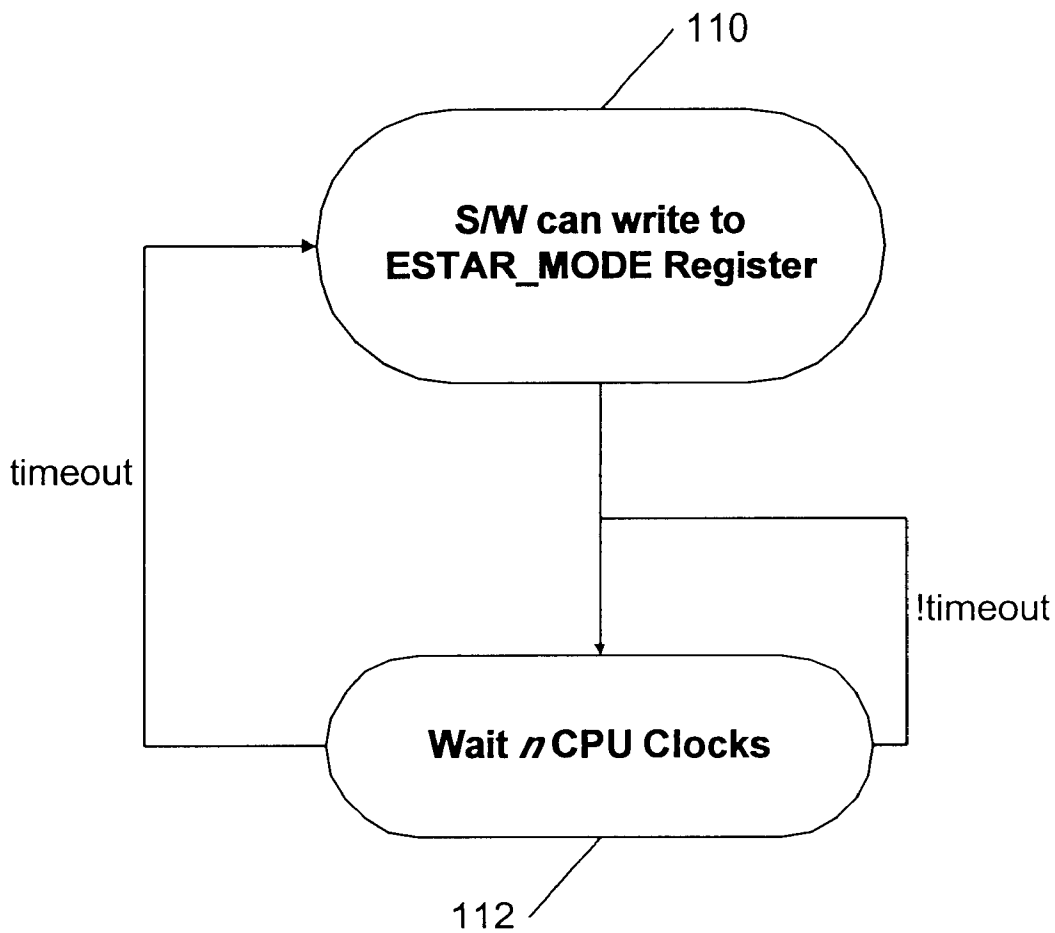 110
S/W can write to
ESTAR_MODE Register
timeout
!timeout
Wait n CPU Clocks
112